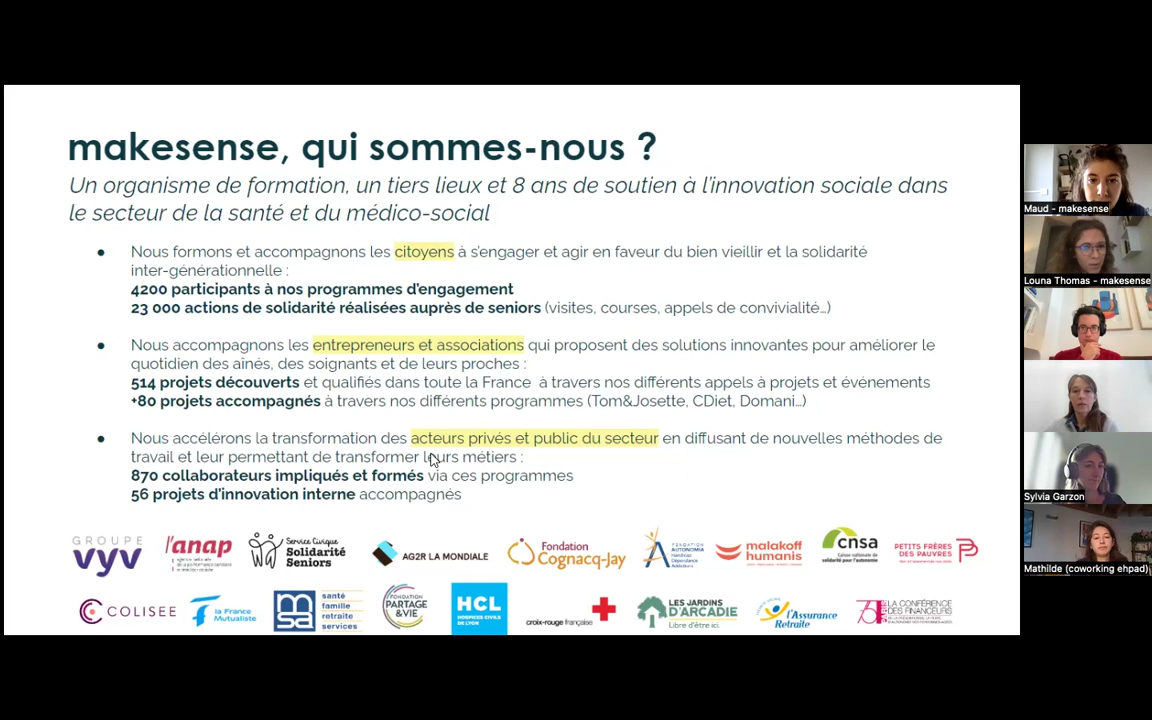 makesense, qui sommes-nous ?
Un organisme de formation, un tiers lieux et 8 ans de soutien à l'innovation sociale dans
le secteur de la santé et du médico-social
Nous formons et accompagnons les citoyens à s'engager et agir en faveur du bien vieillir et la solidarité
inter-générationnelle :
4200 participants à nos programmes d'engagement
23 000 actions de solidarité réalisées auprès de seniors (visites, courses, appels de convivialité…)
Nous accompagnons les entrepreneurs et associations qui proposent des solutions innovantes pour améliorer le
quotidien des aînés, des soignants et de leurs proches :
514 projets découverts et qualifiés dans toute la France à travers nos différents appels à projets et événements
+80 projets accompagnés à travers nos différents programmes (Tom&Josette, CDiet, Domani…)
Nous accélérons la transformation des acteurs privés et public du secteur en diffusant de nouvelles méthodes de
travail et leur permettant de transformer leurs métiers :
870 collaborateurs impliqués et formés via ces programmes
56 projets d'innovation interne accompagnés
GROUPE
vyv
l'anap
Service Civique
Solidarité
Seniors
AG2R LA MONDIALE
Fondation
Cognacq-Jay
FONDATION
AUTONOMIA
Handicap
Dépendance
malakoff
humanis
cnsa
Caisse nationale de
solidarité pour l'autonomie
PETITS FRÈRES
DES PAUVRES
COLISEE
la France
Mutualiste
msa
santé
famille
retraite
services
FONDATION
PARTAGE
&VIE
HCL
HOSPICES CIVILS
DE LYON
croix-rouge française
LES JARDINS
D'ARCADIE
Libre d'être ici.
l'Assurance
Retraite
LA CONFÉRENCE
DES FINANCEURS
Maud - makesense
Louna Thomas - makesense
Sylvia Garzon
Mathilde (coworking ehpad)